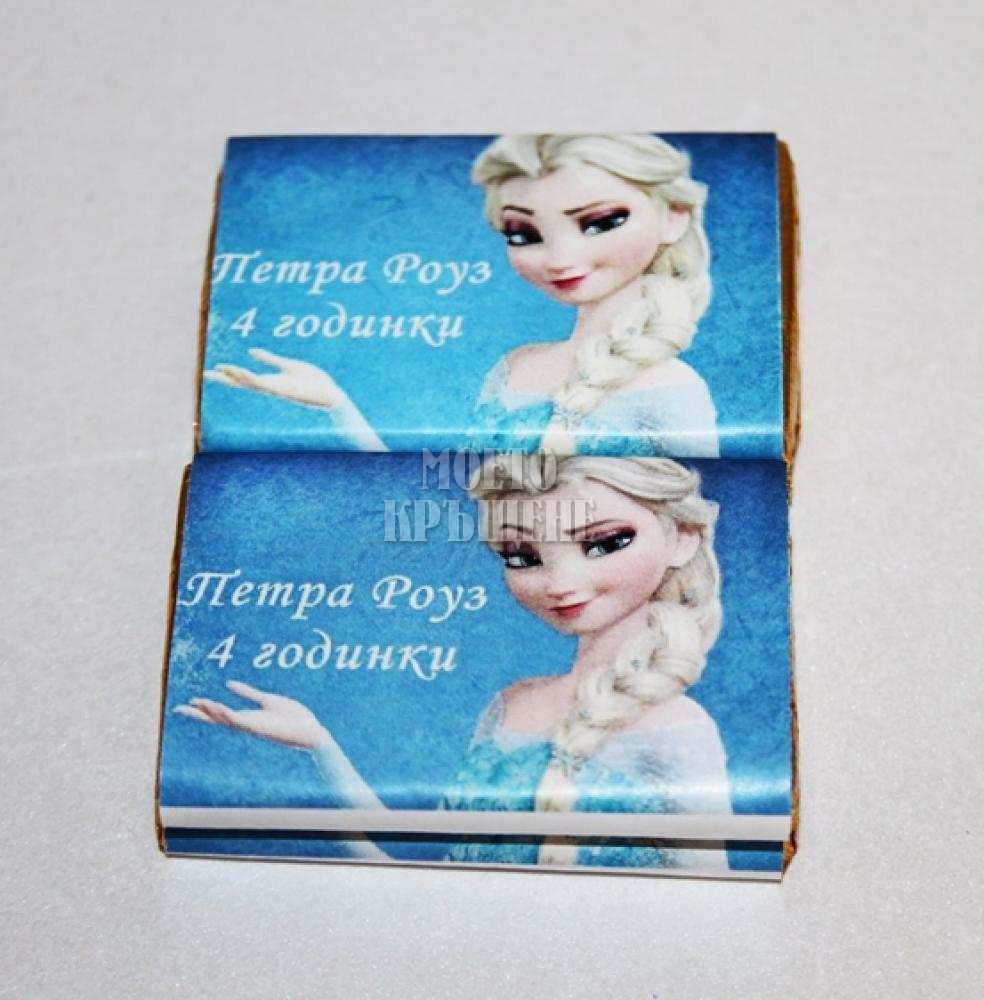 Петра Роуз
4 годинки
МОЕТО
КРЪЩЕНЕ
Петра Роуз
4 годинки